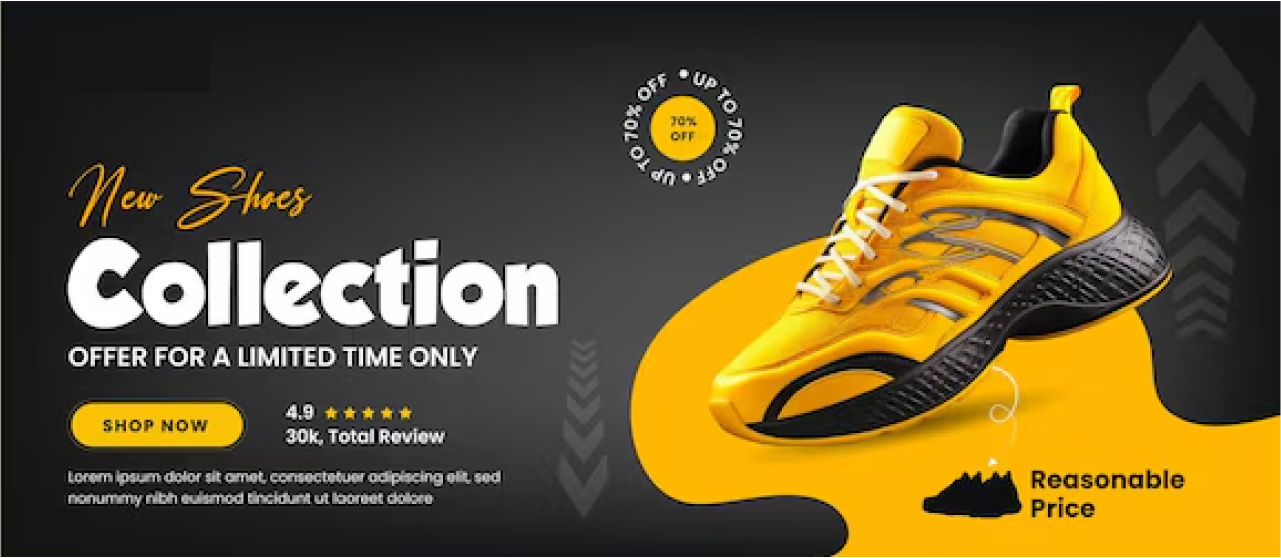 New Shoes
Collection
OFFER FOR A LIMITED TIME ONLY
SHOP NOW
4.9
30k, Total Review
Lorem ipsum dolor sit amet, consectetuer adipiscing elit, sed
nonummy nibh euismod tincidunt ut laoreet dolore
UP TO 70% OFF • UP TO 70% OFF •
70%
OFF
Reasonable
Price